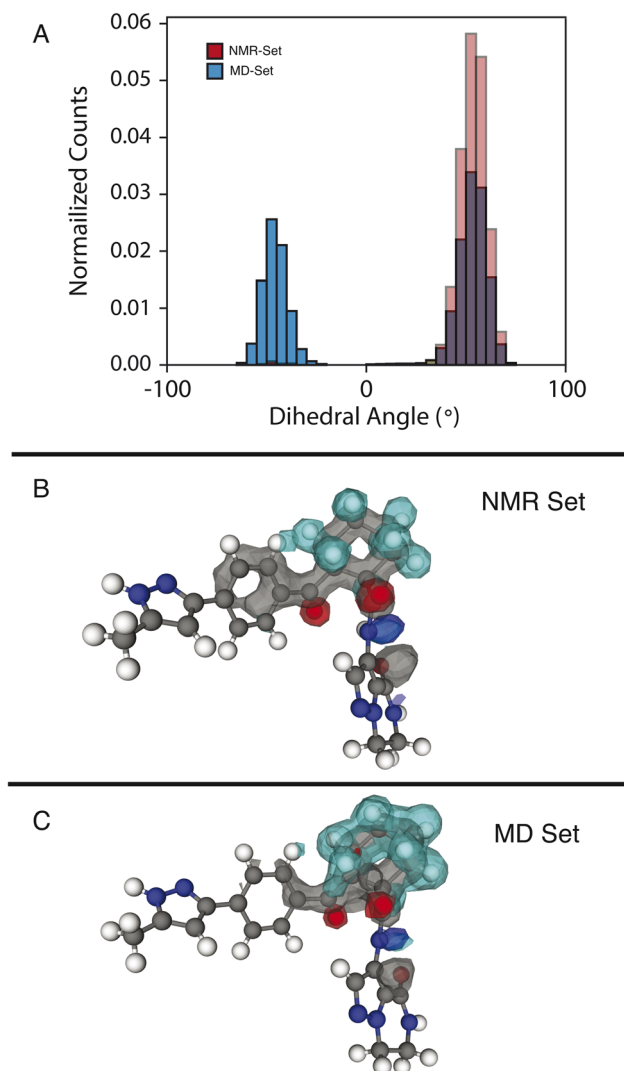 A
NMR-Set
MD-Set
0.06
0.05
0.04
0.03
0.02
0.01
0.00
Normailized Counts
-100
0
100
Dihedral Angle (°)
B
NMR Set
C
MD Set